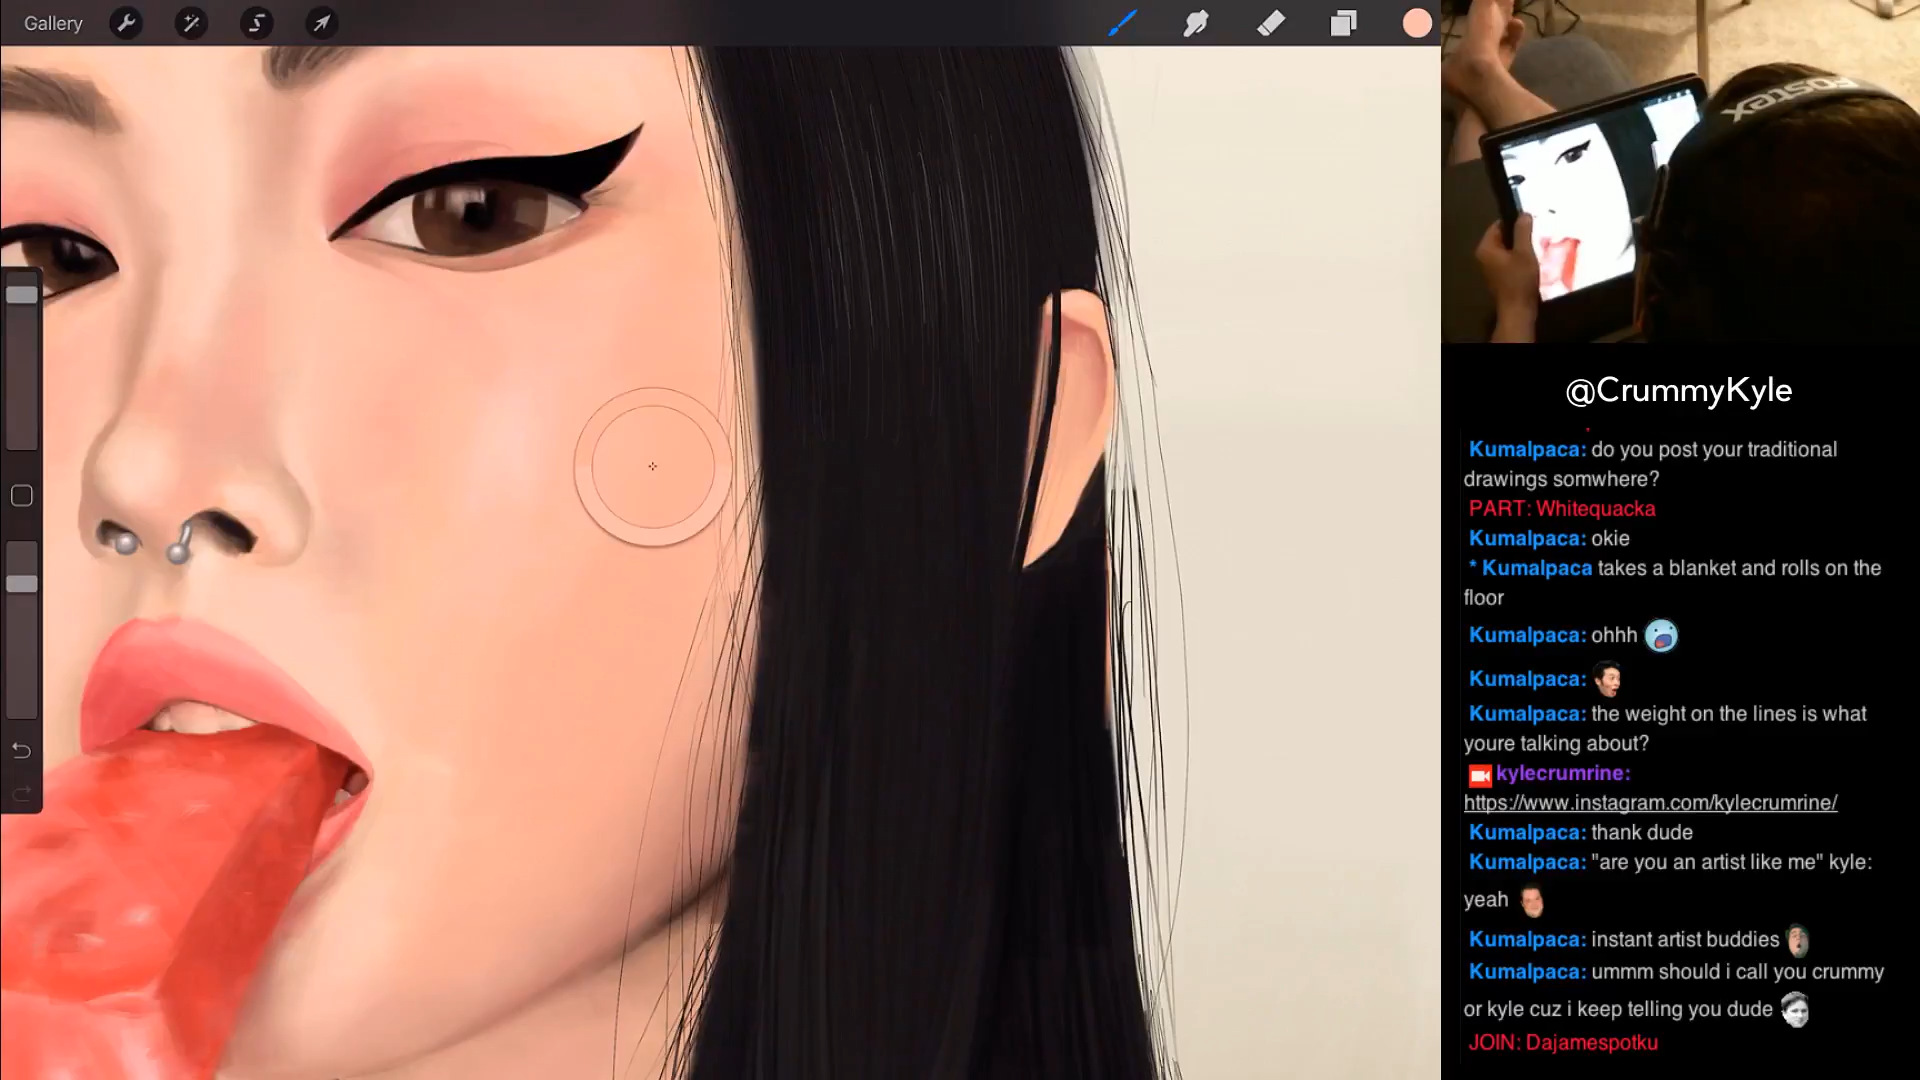 Gallery
Fostex
@CrummyKyle
Kumalpaca: do you post your traditional
drawings somwhere?
PART: Whitequacka
Kumalpaca: okie
* Kumalpaca takes a blanket and rolls on the
floor
Kumalpaca: ohhh
Kumalpaca:
Kumalpaca: the weight on the lines is what
youre talking about?
kylecrumrine:
https://www.instagram.com/kylecrumrine/
Kumalpaca: thank dude
Kumalpaca: "are you an artist like me" kyle:
yeah
Kumalpaca: instant artist buddies
Kumalpaca: ummm should i call you crummy
or kyle cuz i keep telling you dude
JOIN: Dajamespotku